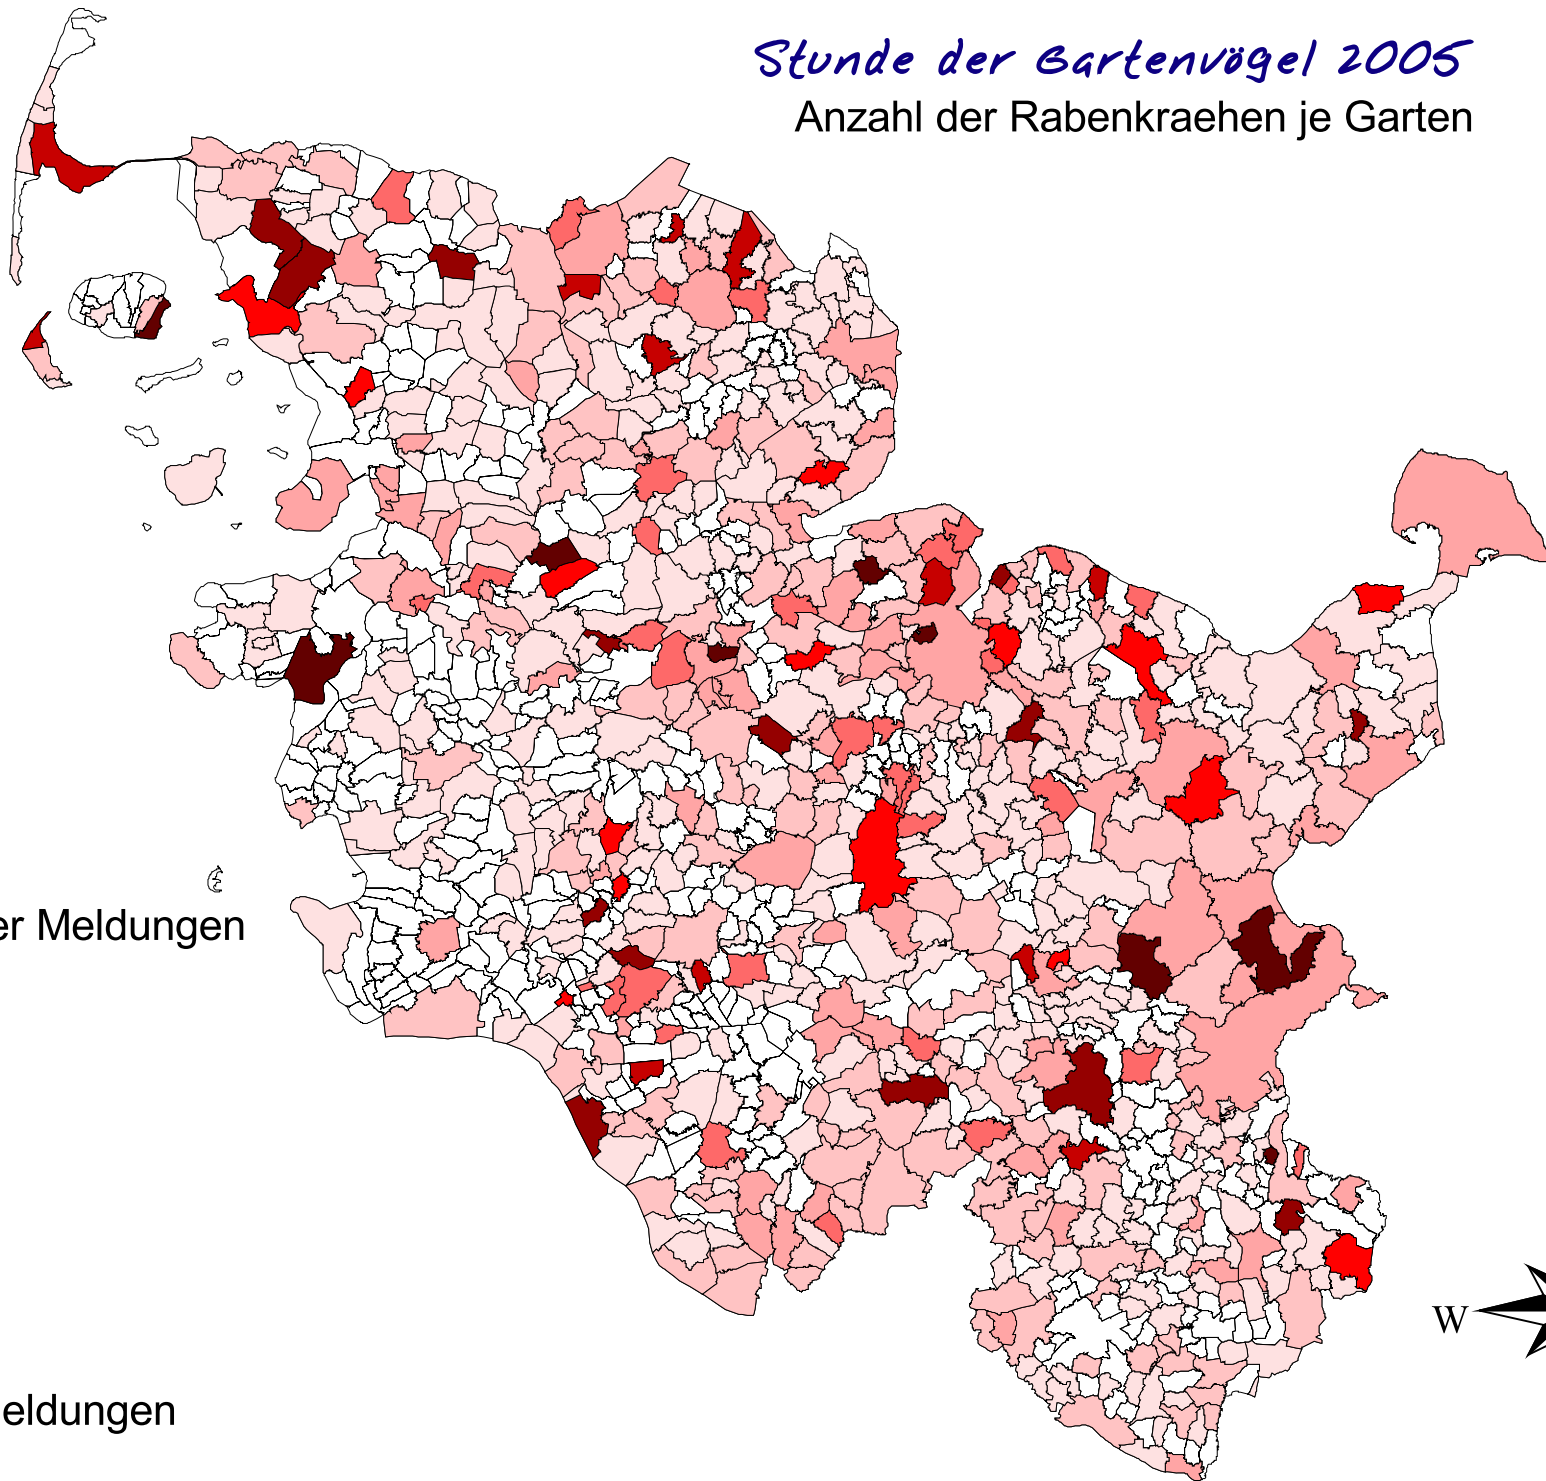 Stunde der Gartenvögel 2005
Anzahl der Rabenkraehen je Garten
er Meldungen
W
eldungen